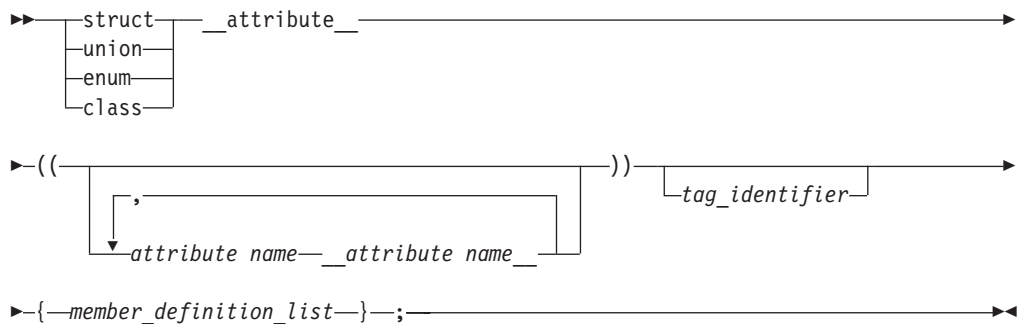 struct __attribute__
union
enum
class
(( ))
tag_identifier
,
attribute name __attribute name__
{ member_definition_list } ;